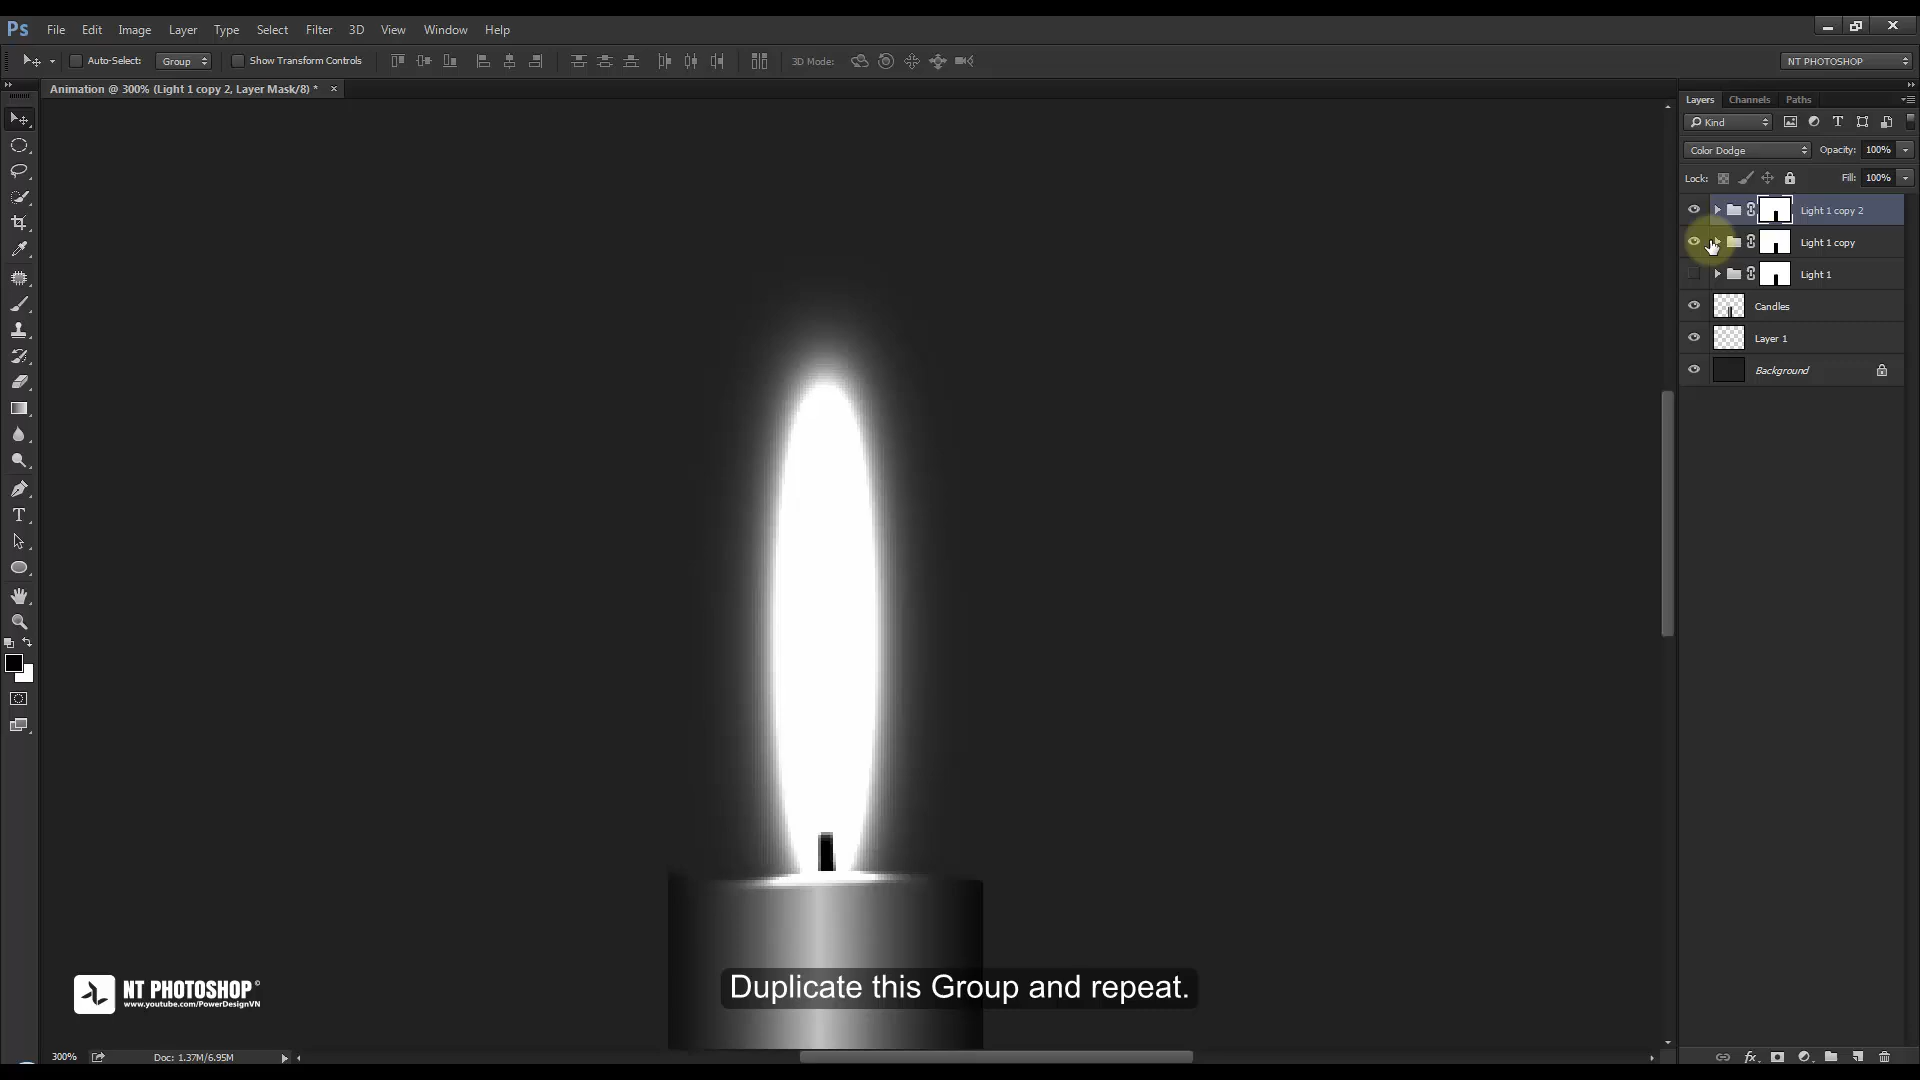 Ps File Edit Image Layer Type Select Filter 3D View Window Help
Auto-Select: Group Show Transform Controls 3D Mode: NT PHOTOSHOP
Animation @ 300% (Light 1 copy 2, Layer Mask/8) * ×
Layers Channels Paths
Kind
Color Dodge Opacity: 100%
Lock: Fill: 100%
Light 1 copy 2
Light 1 copy
Light 1
Candles
Layer 1
Background
Duplicate this Group and repeat.
NT PHOTOSHOP©
www.youtube.com/PowerDesignVN
300% Doc: 1.37M/6.95M